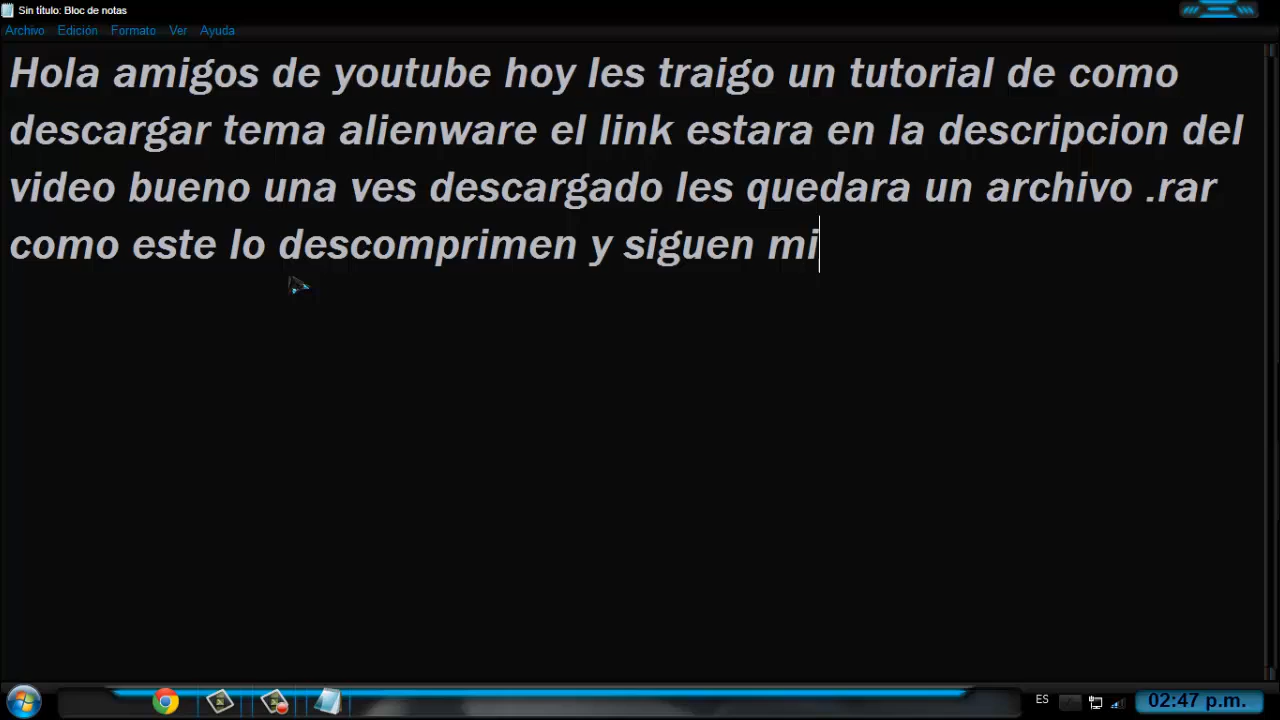 Sin título: Bloc de notas
Archivo Edición Formato Ver Ayuda
Hola amigos de youtube hoy les traigo un tutorial de como
descargar tema alienware el link estara en la descripcion del
video bueno una ves descargado les quedara un archivo .rar
como este lo descomprimen y siguen mi
ES 02:47 p.m.